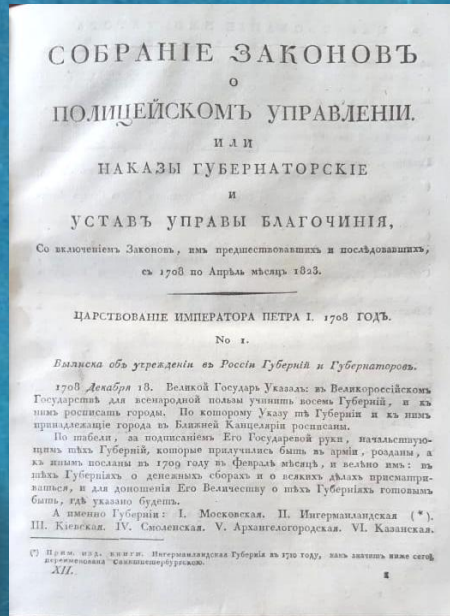 СОБРАНІЕ ЗАКОНОВЪ
О
ПОЛИЦЕЙСКОМЪ УПРАВЛЕНІИ.
ИЛИ
НАКАЗЫ ГУБЕРНАТОРСКІЕ
И
УСТАВЪ УПРАВЫ БЛАГОЧИНІЯ,
Со включеніемъ Законовъ, имъ предшествовавшихъ и послѣдовавшихъ,
съ 1708 по Апрѣль мѣсяцъ 1823.
ЦАРСТВОВАНІЕ ИМПЕРАТОРА ПЕТРА I. 1708 ГОДЪ.
No 1.
Выписка объ учрежденіи въ Россіи Губерній и Губернаторовъ.
1708 Декабря 18. Великой Государь Указалъ: въ Великороссійскомъ
Государствѣ для всенародной пользы учинить восемь Губерній, и къ
нимъ росписать города. По которому Указу тѣ Губерніи и къ нимъ
принадлежащіе города въ Ближней Канцеляріи росписаны.
По табели, за подписаніемъ Его Государевой руки, начальствую-
щимъ тѣхъ Губерній, которые прилучились быть въ арміи, розданы, а
къ инымъ посланы въ 1709 году въ Февралѣ мѣсяцѣ, и велѣно имъ: въ
тѣхъ Губерніяхъ о денежныхъ сборахъ и о всякихъ дѣлахъ присматри-
ваться, и для доношенія Его Величеству о тѣхъ Губерніяхъ готовымъ
быть, гдѣ указано будетъ.
А именно Губерніи: I. Московская. II. Ингерманландская (*).
III. Кіевская. IV. Смоленская. V. Архангелогородская. VI. Казанская.
(*) Прим. изд. книги. Ингерманландская Губернія въ 1710 году, какъ значитъ ниже сего,
переименована Санктпетербургскою.
XII.